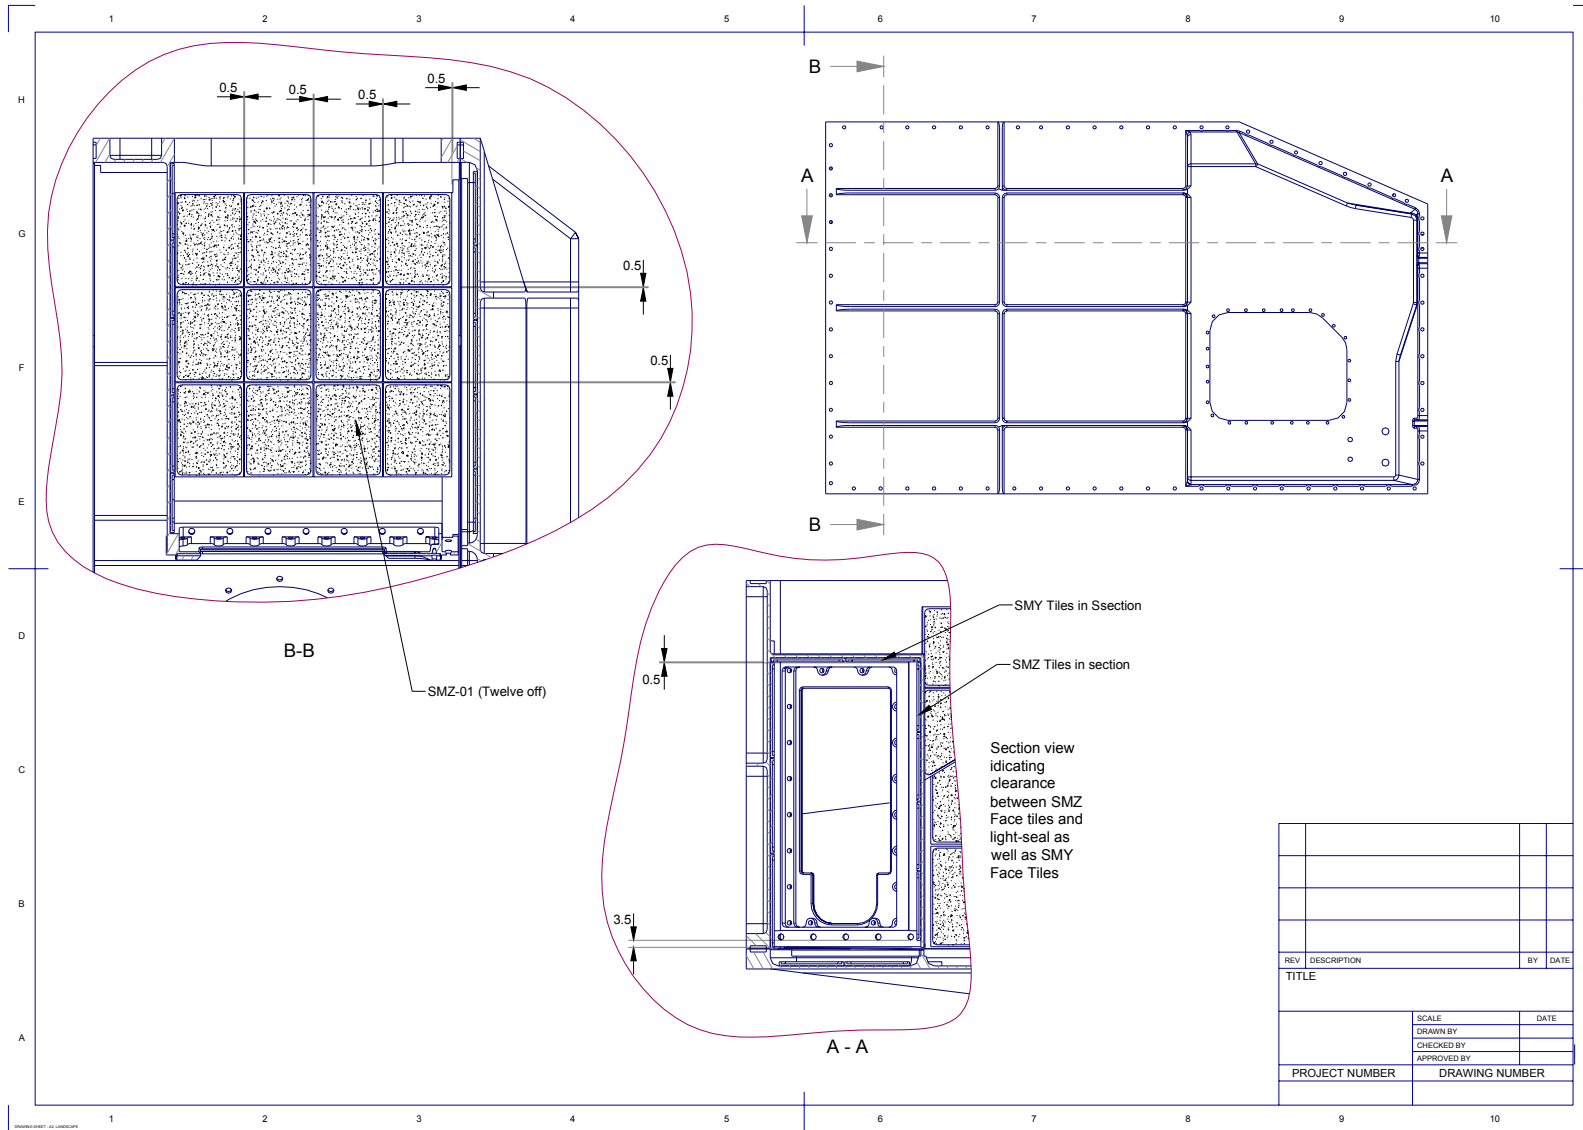 1 2 3 4 5 6 7 8 9 10
H
G
F
E
D
C
B
A
0.5
0.5
0.5
0.5
0.5
0.5
B-B
SMZ-01 (Twelve off)
B
B
A
A
SMY Tiles in Ssection
SMZ Tiles in section
0.5
3.5
Section view
idicating
clearance
between SMZ
Face tiles and
light-seal as
well as SMY
Face Tiles
A - A
REV DESCRIPTION BY DATE
TITLE
SCALE DATE
DRAWN BY
CHECKED BY
APPROVED BY
PROJECT NUMBER DRAWING NUMBER
1 2 3 4 5 6 7 8 9 10
DRAWING SHEET - A2, LANDSCAPE